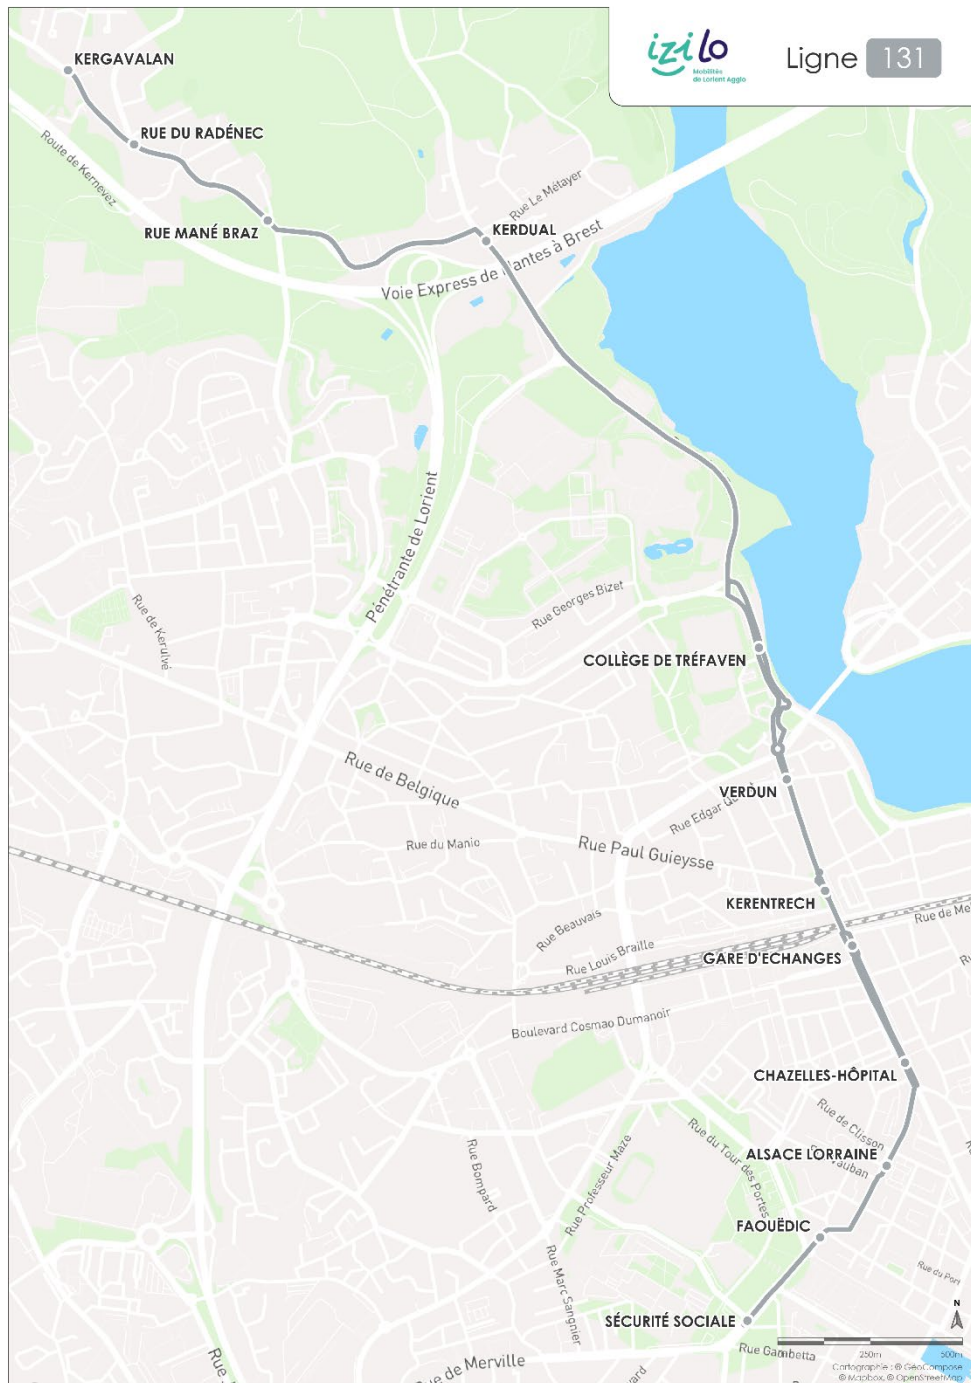 izilo
Mobilités
de Lorient Agglo
Ligne 131
KERGAVALAN
RUE DU RADÉNEC
Route de Kernevez
Rue Le Métayer
RUE MANÉ BRAZ
KERDUAL
Voie Express de Nantes à Brest
Pénétrante de Lorient
Rue Georges Bizet
Rue de Kerulvé
COLLÈGE DE TRÉFAVEN
Rue de Belgique
VERDUN
Rue Edgar
Rue du Manio
Rue Paul Guieysse
KERENTRECH
Rue de
Rue Beauvais
Rue Louis Braille
GARE D'ECHANGES
Boulevard Cosmao Dumanoir
CHAZELLES-HÔPITAL
Rue de Clisson
Rue du Tour des Portes
Rue Professeur Maze
Rue Bompard
ALSACE LORRAINE
Vauban
FAOUËDIC
Rue Marc Sangnier
Rue du Port
N
SÉCURITÉ SOCIALE
Rue Gambetta
250m
500m
Rue
Rue de Merville
Cartographie : © GéoCompose
© Mapbox, © OpenStreetMap